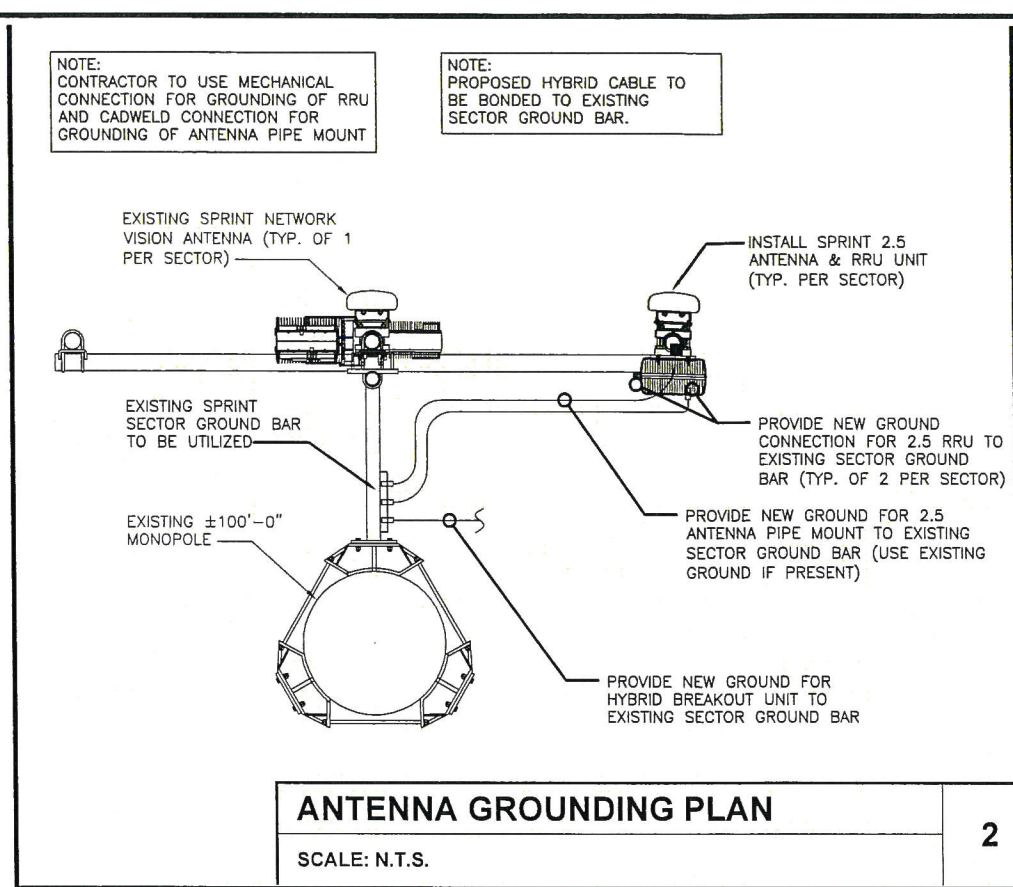 NOTE:
CONTRACTOR TO USE MECHANICAL
CONNECTION FOR GROUNDING OF RRU
AND CADWELD CONNECTION FOR
GROUNDING OF ANTENNA PIPE MOUNT
NOTE:
PROPOSED HYBRID CABLE TO
BE BONDED TO EXISTING
SECTOR GROUND BAR.
EXISTING SPRINT NETWORK
VISION ANTENNA (TYP. OF 1
PER SECTOR)
INSTALL SPRINT 2.5
ANTENNA & RRU UNIT
(TYP. PER SECTOR)
EXISTING SPRINT
SECTOR GROUND BAR
TO BE UTILIZED
PROVIDE NEW GROUND
CONNECTION FOR 2.5 RRU TO
EXISTING SECTOR GROUND
BAR (TYP. OF 2 PER SECTOR)
EXISTING ±100'-0"
MONOPOLE
PROVIDE NEW GROUND FOR 2.5
ANTENNA PIPE MOUNT TO EXISTING
SECTOR GROUND BAR (USE EXISTING
GROUND IF PRESENT)
PROVIDE NEW GROUND FOR
HYBRID BREAKOUT UNIT TO
EXISTING SECTOR GROUND BAR
ANTENNA GROUNDING PLAN
SCALE: N.T.S.
2